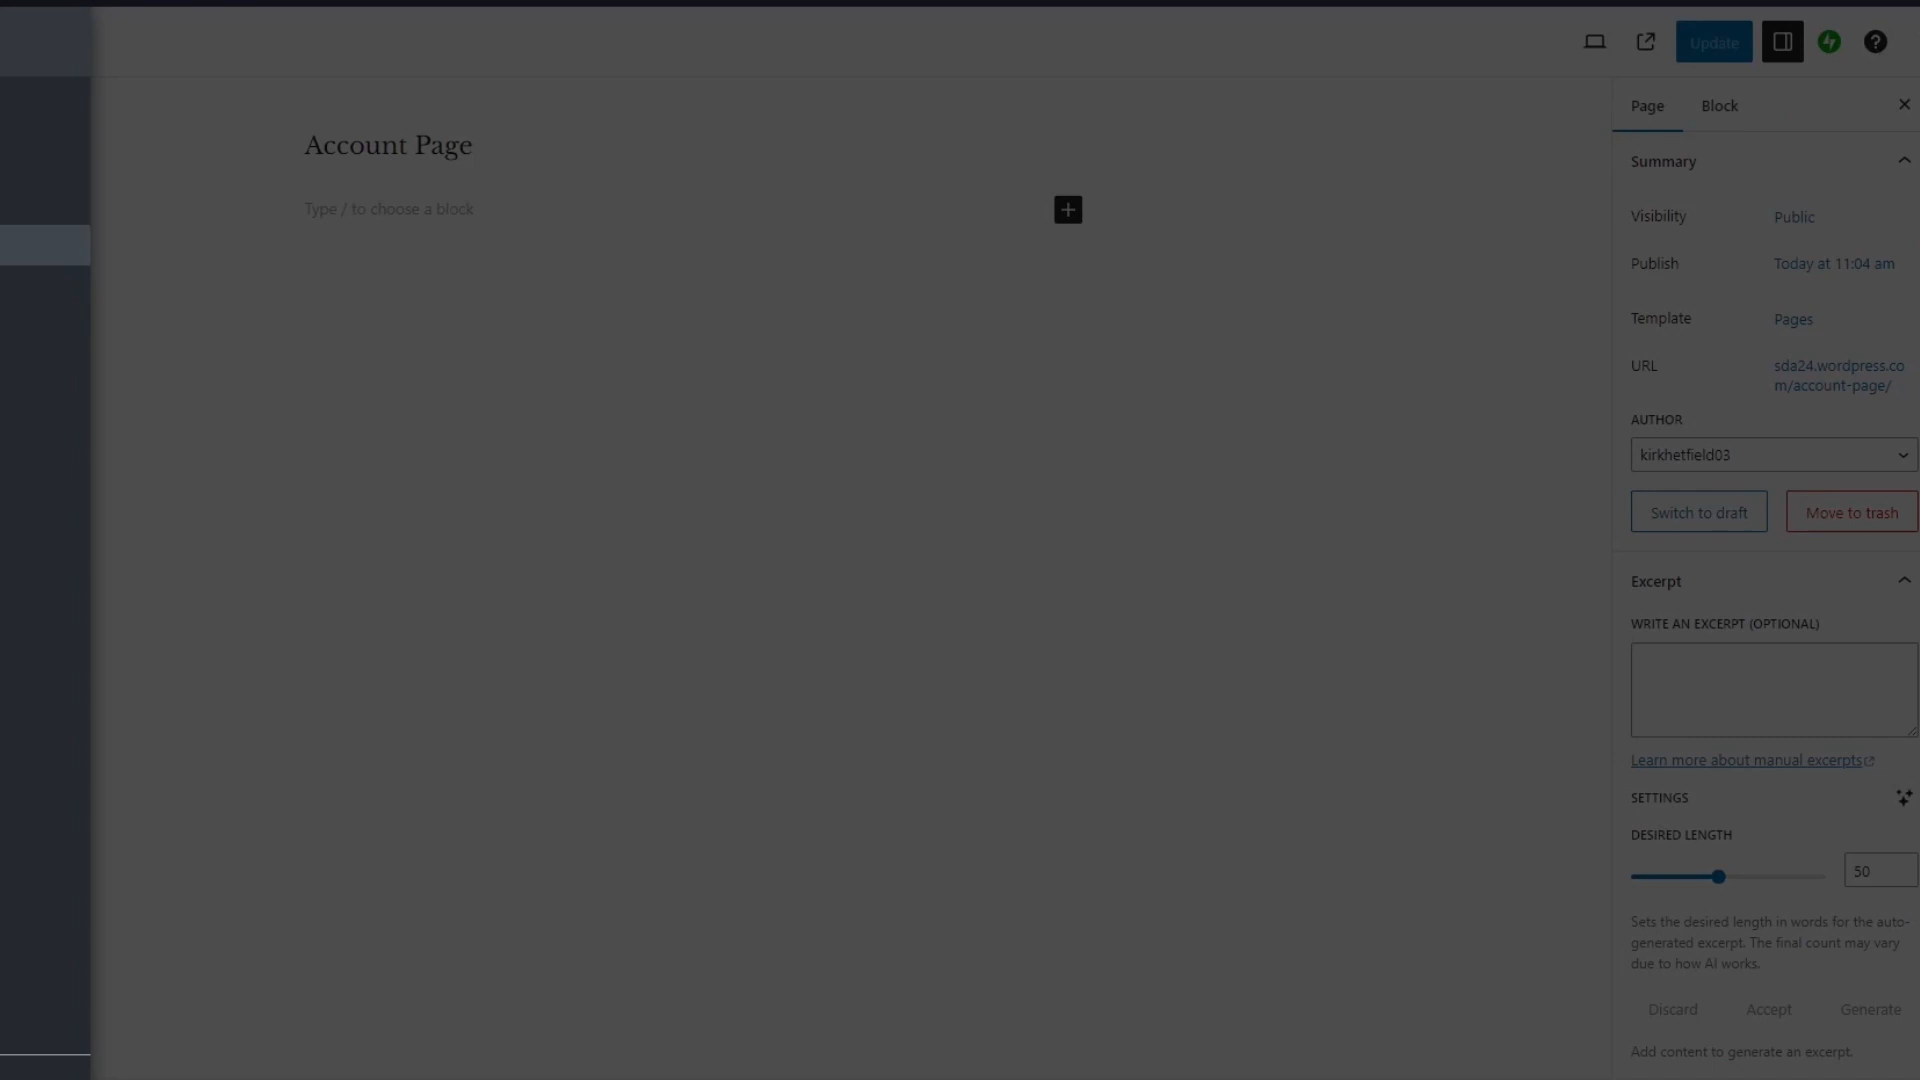 Update
Page Block
Account Page
Summary
Type / to choose a block
Visibility Public
Publish Today at 11:04 am
Template Pages
URL sda24.wordpress.co
m/account-page/
AUTHOR
kirkhetfield03
Switch to draft Move to trash
Excerpt
WRITE AN EXCERPT (OPTIONAL)
Learn more about manual excerpts
SETTINGS
DESIRED LENGTH
50
Sets the desired length in words for the auto-
generated excerpt. The final count may vary
due to how AI works.
Discard Accept Generate
Add content to generate an excerpt.